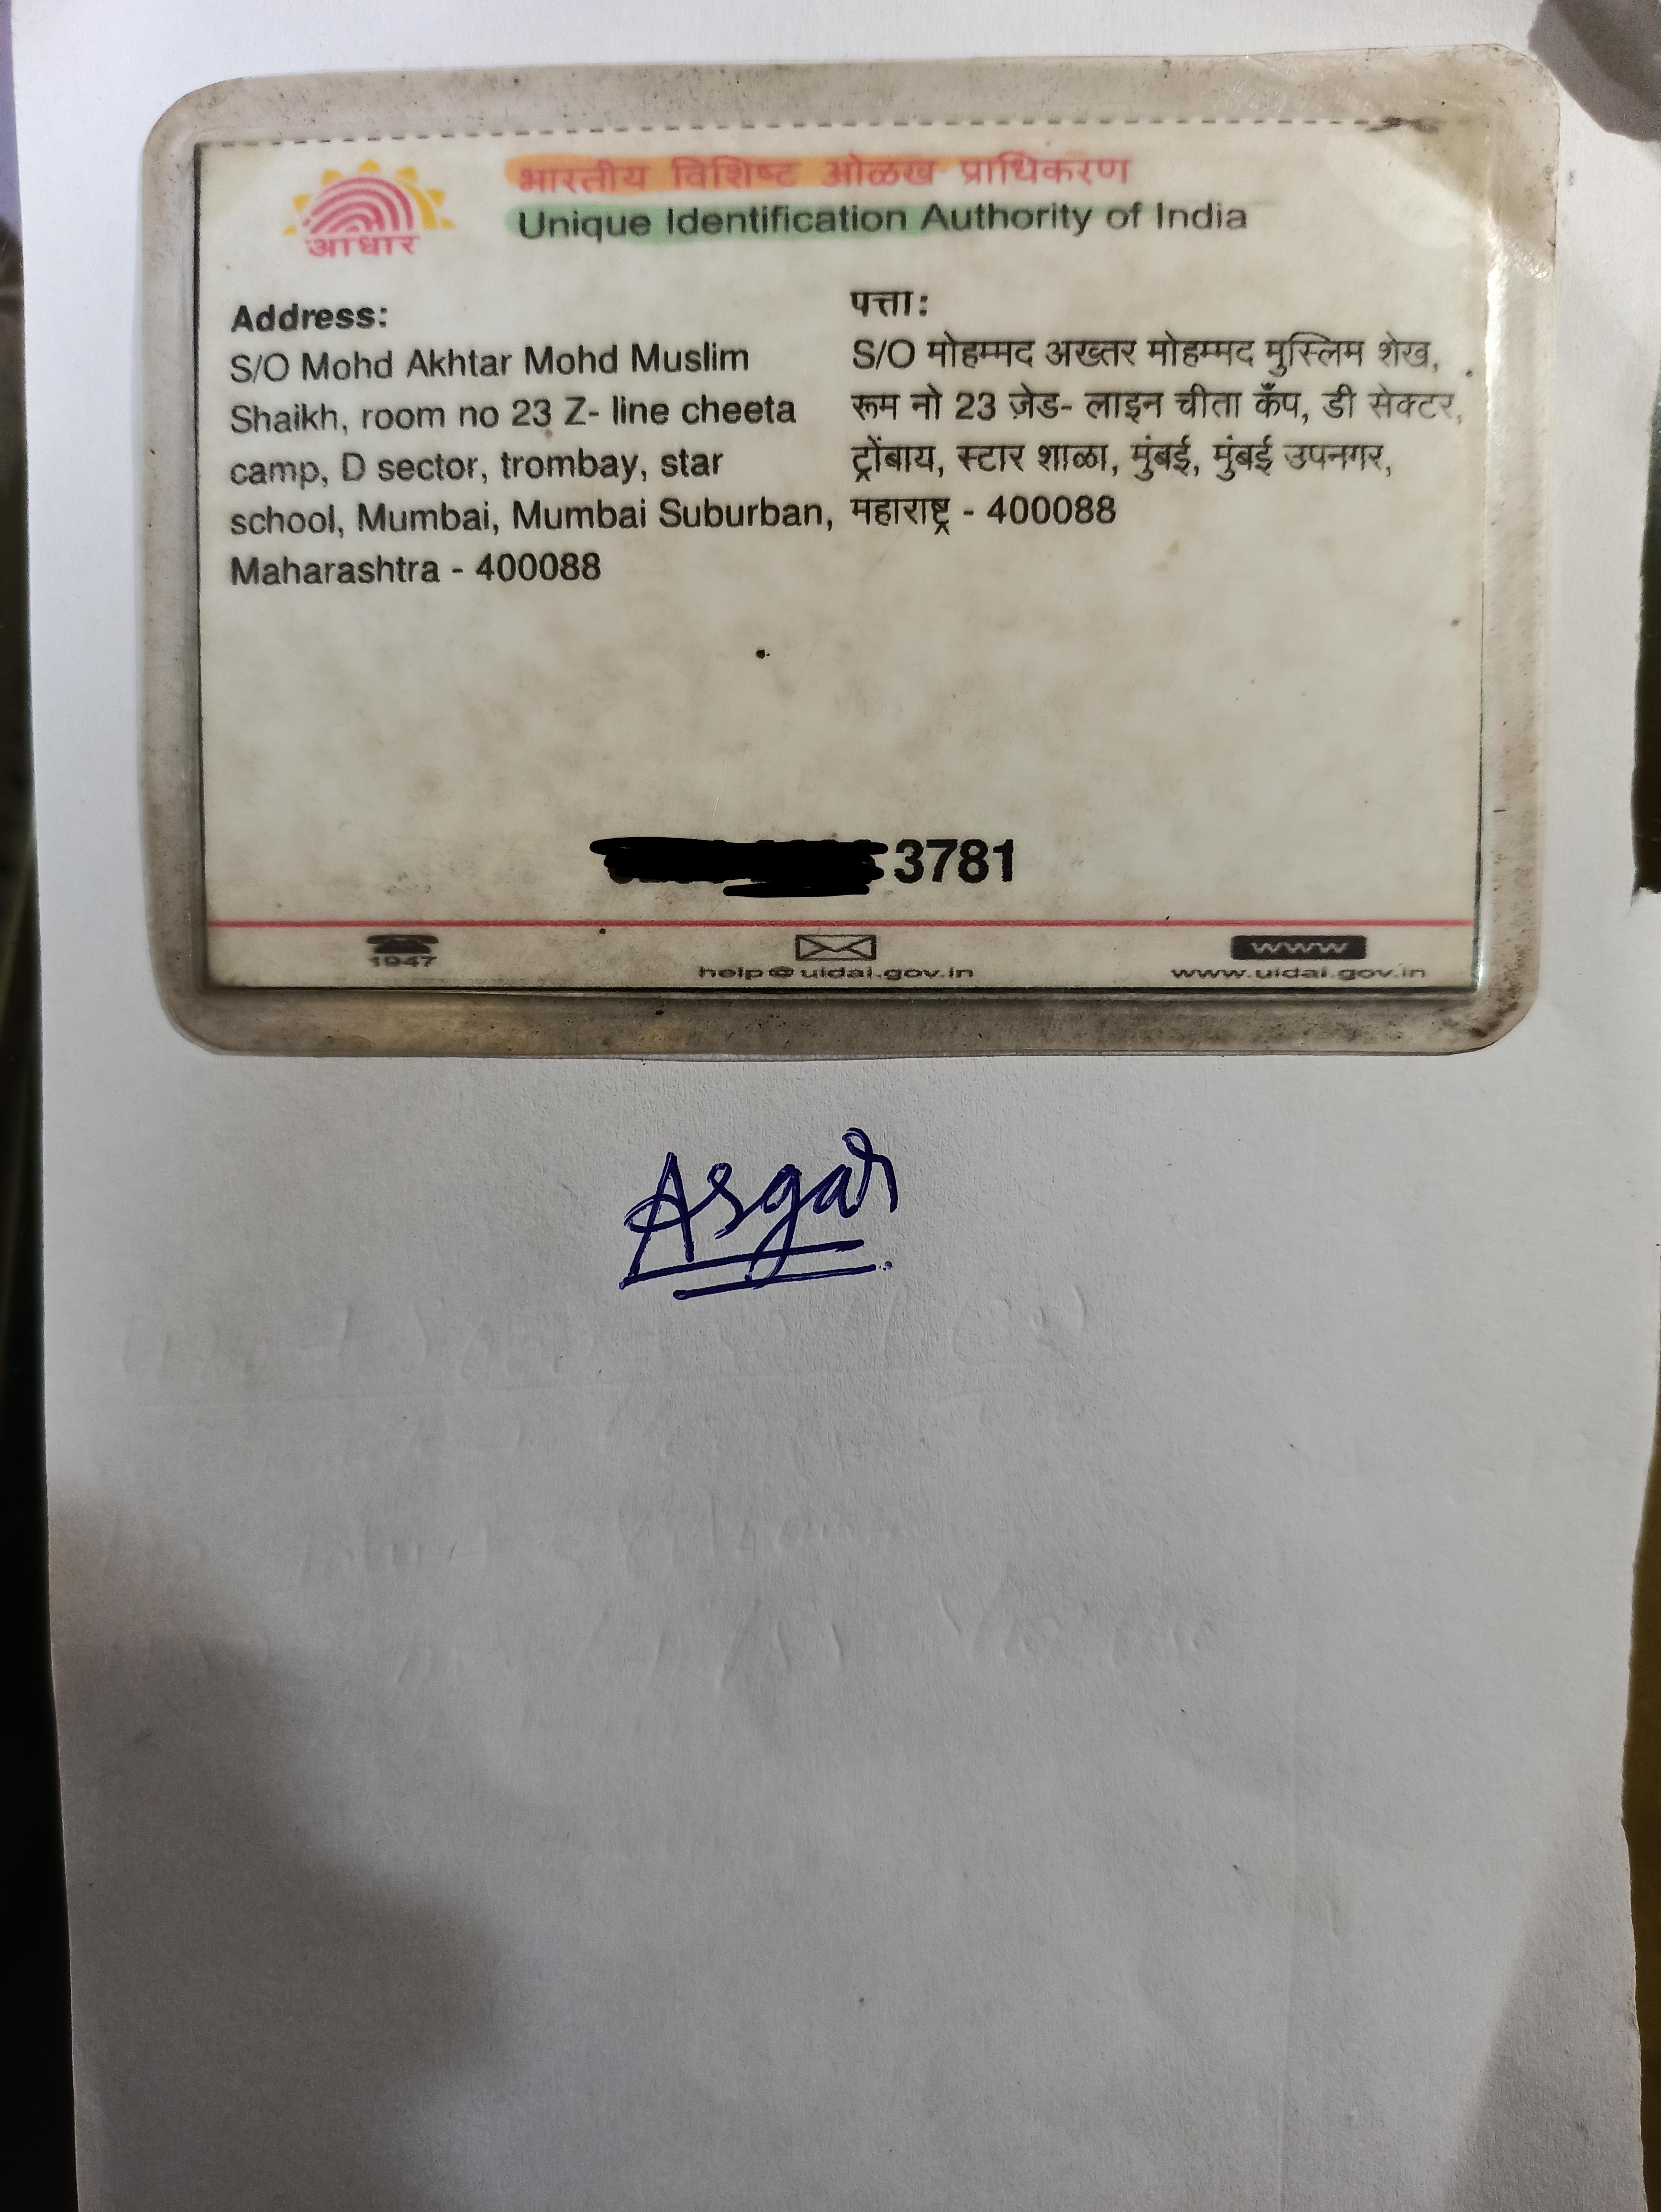 भारतीय विशिष्ट ओळख प्राधिकरण
Unique Identification Authority of India
आधार
Address:
S/O Mohd Akhtar Mohd Muslim
Shaikh, room no 23 Z- line cheeta
camp, D sector, trombay, star
school, Mumbai, Mumbai Suburban,
Maharashtra - 400088
पत्ता:
S/O मोहम्मद अख्तर मोहम्मद मुस्लिम शेख,
रूम नो 23 ज़ेड- लाइन चीता कॅंप, डी सेक्टर,
ट्रोंबाय, स्टार शाळा, मुंबई, मुंबई उपनगर,
महाराष्ट्र - 400088
3781
1947
help@uidai.gov.in
www
www.uidai.gov.in
Asgar